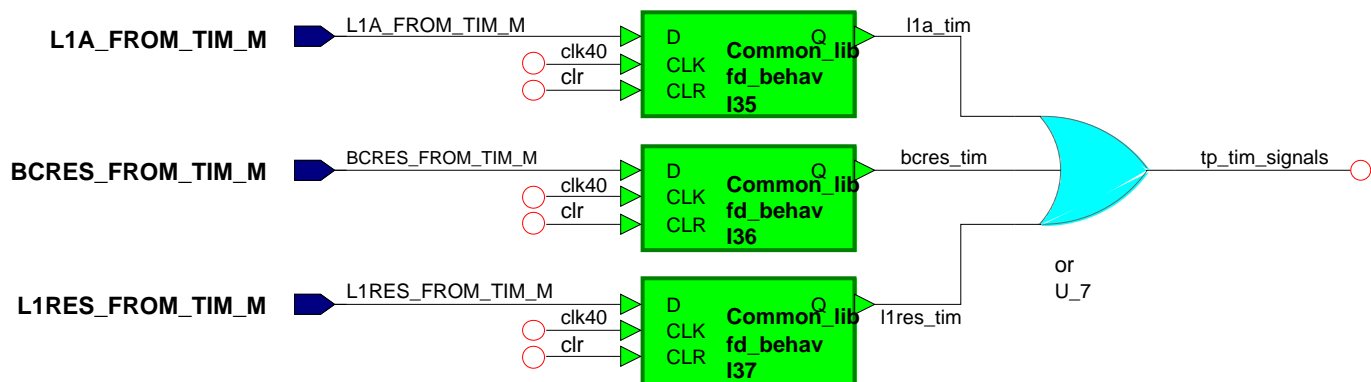 L1A_FROM_TIM_M L1A_FROM_TIM_M D Q l1a_tim
Common_lib
clk40 CLK fd_behav
clr CLR I35
BCRES_FROM_TIM_M BCRES_FROM_TIM_M D Q bcres_tim tp_tim_signals
Common_lib
clk40 CLK fd_behav
clr CLR I36
or
U_7
L1RES_FROM_TIM_M L1RES_FROM_TIM_M D Q l1res_tim
Common_lib
clk40 CLK fd_behav
clr CLR I37